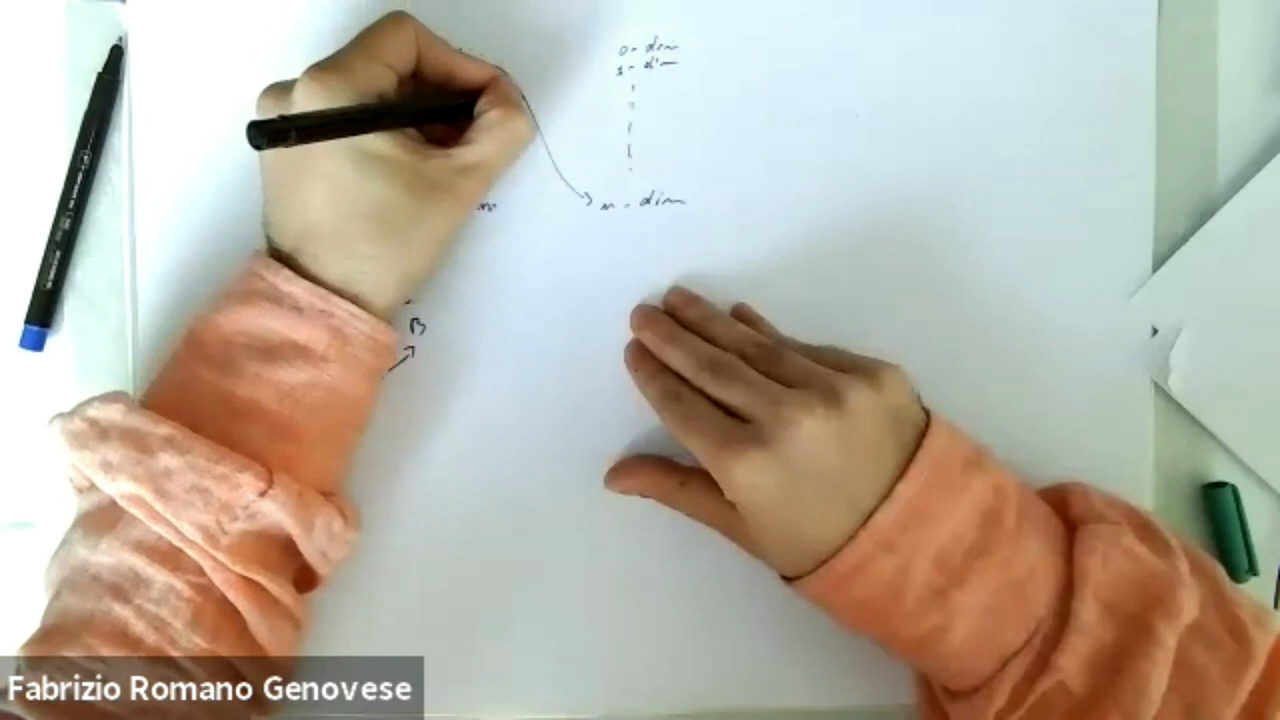 0 - dim
1 - dim
n - dim
m
B
Fabrizio Romano Genovese